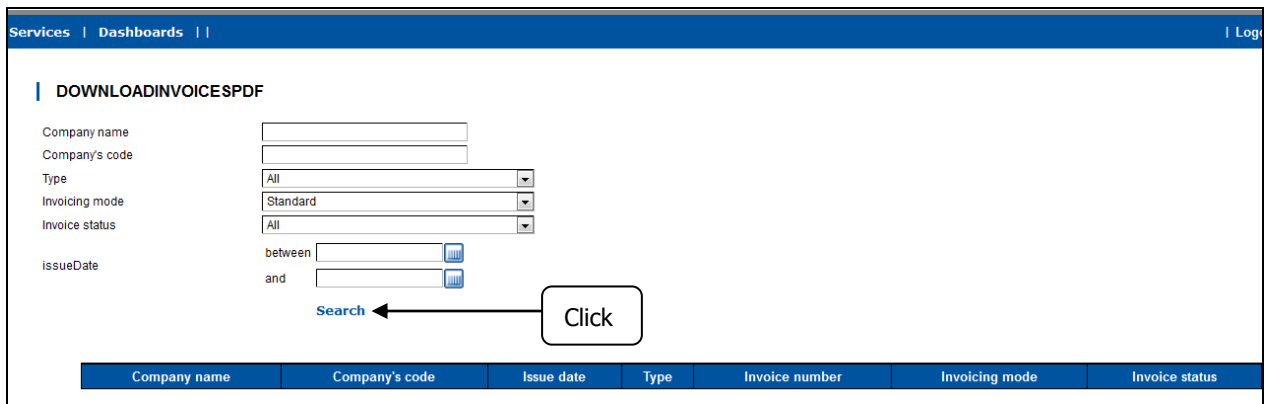 Services | Dashboards | | | Logo
DOWNLOADINVOICESPDF
Company name
Company's code
Type All
Invoicing mode Standard
Invoice status All
issueDate between
and
Search Click
Company name Company's code Issue date Type Invoice number Invoicing mode Invoice status